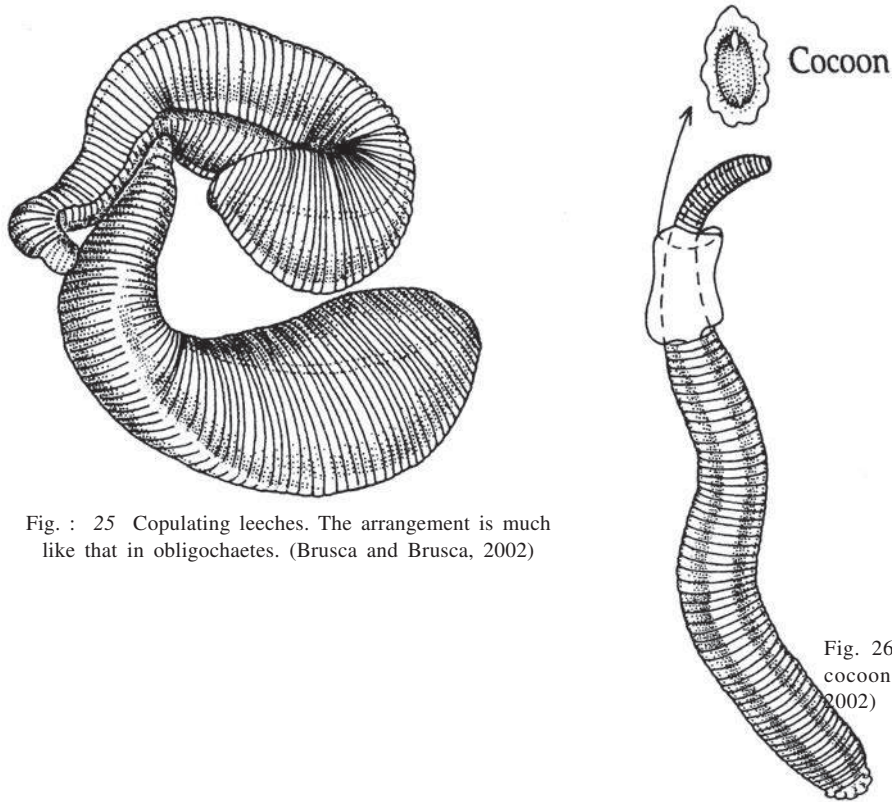 Cocoon
Fig. : 25 Copulating leeches. The arrangement is much
like that in obligochaetes. (Brusca and Brusca, 2002)
Fig. 26
cocoon
2002)